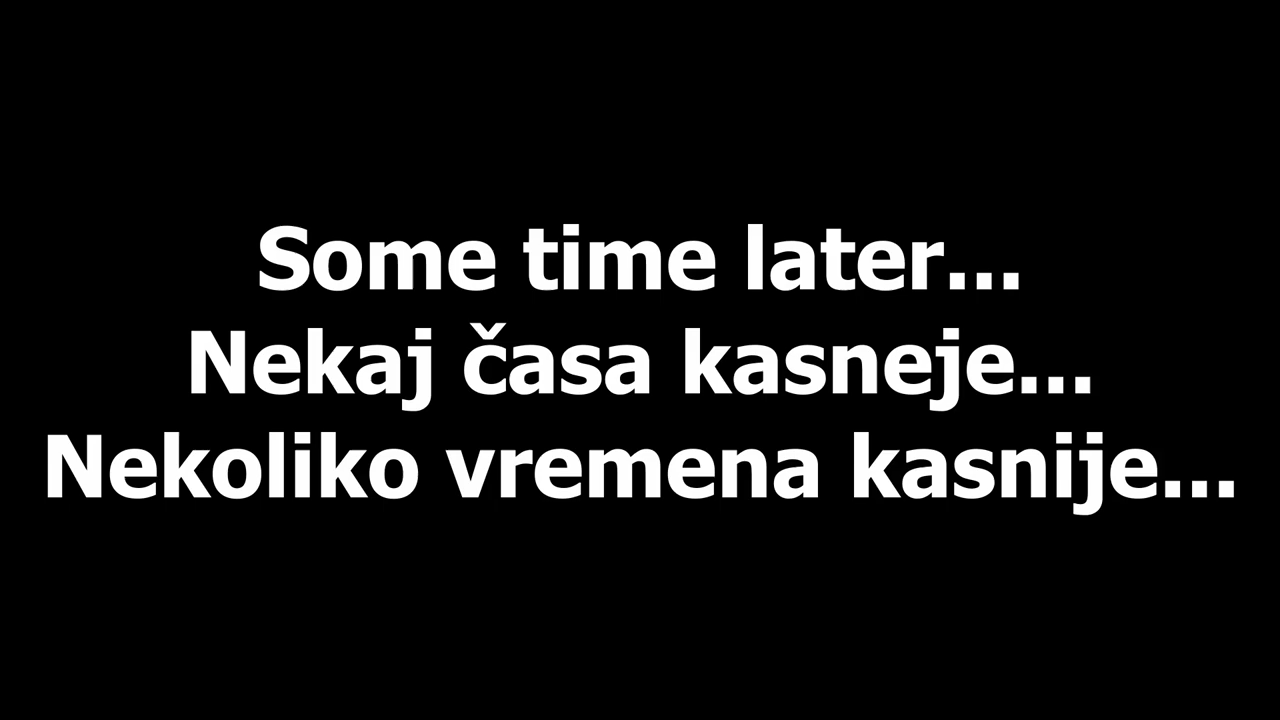 Some time later...
Nekaj časa kasneje...
Nekoliko vremena kasnije...